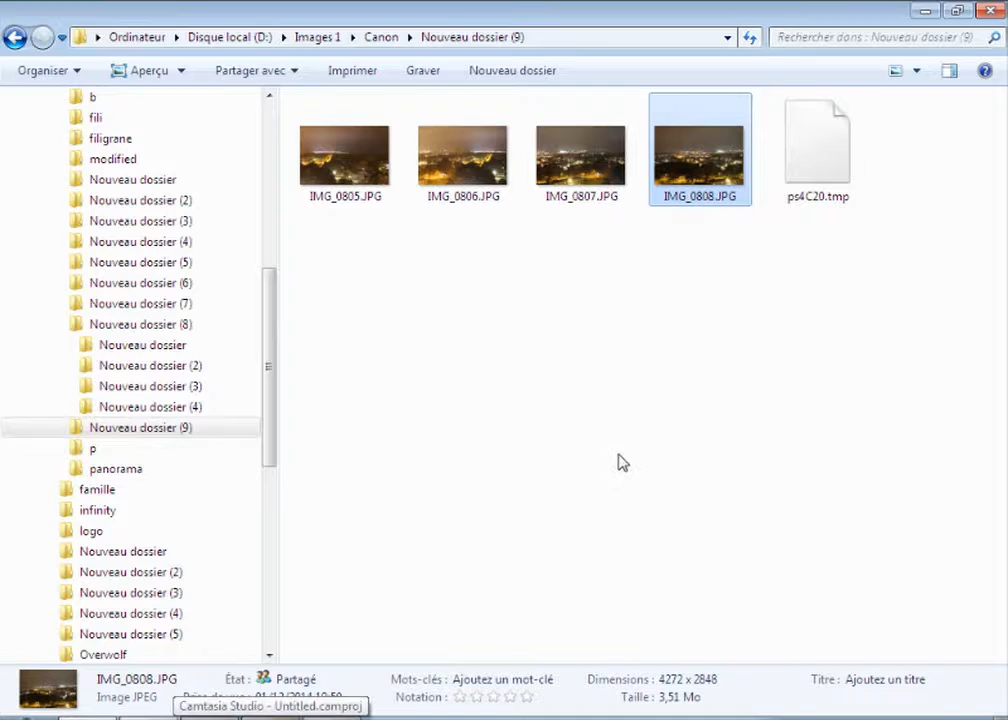 Ordinateur Disque local (D:) Images 1 Canon Nouveau dossier (9) Rechercher dans : Nouveau dossier (9)
Organiser Aperçu Partager avec Imprimer Graver Nouveau dossier
b
fili
filigrane
modified
Nouveau dossier
Nouveau dossier (2)
Nouveau dossier (3)
Nouveau dossier (4)
Nouveau dossier (5)
Nouveau dossier (6)
Nouveau dossier (7)
Nouveau dossier (8)
Nouveau dossier
Nouveau dossier (2)
Nouveau dossier (3)
Nouveau dossier (4)
Nouveau dossier (9)
p
panorama
famille
infinity
logo
Nouveau dossier
Nouveau dossier (2)
Nouveau dossier (3)
Nouveau dossier (4)
Nouveau dossier (5)
Overwolf
IMG_0805.JPG IMG_0806.JPG IMG_0807.JPG IMG_0808.JPG ps4C20.tmp
IMG_0808.JPG État : Partagé Mots-clés : Ajoutez un mot-clé Dimensions : 4272 x 2848 Titre : Ajoutez un titre
Image JPEG Notation : Taille : 3,51 Mo
Camtasia Studio - Untitled.camproj